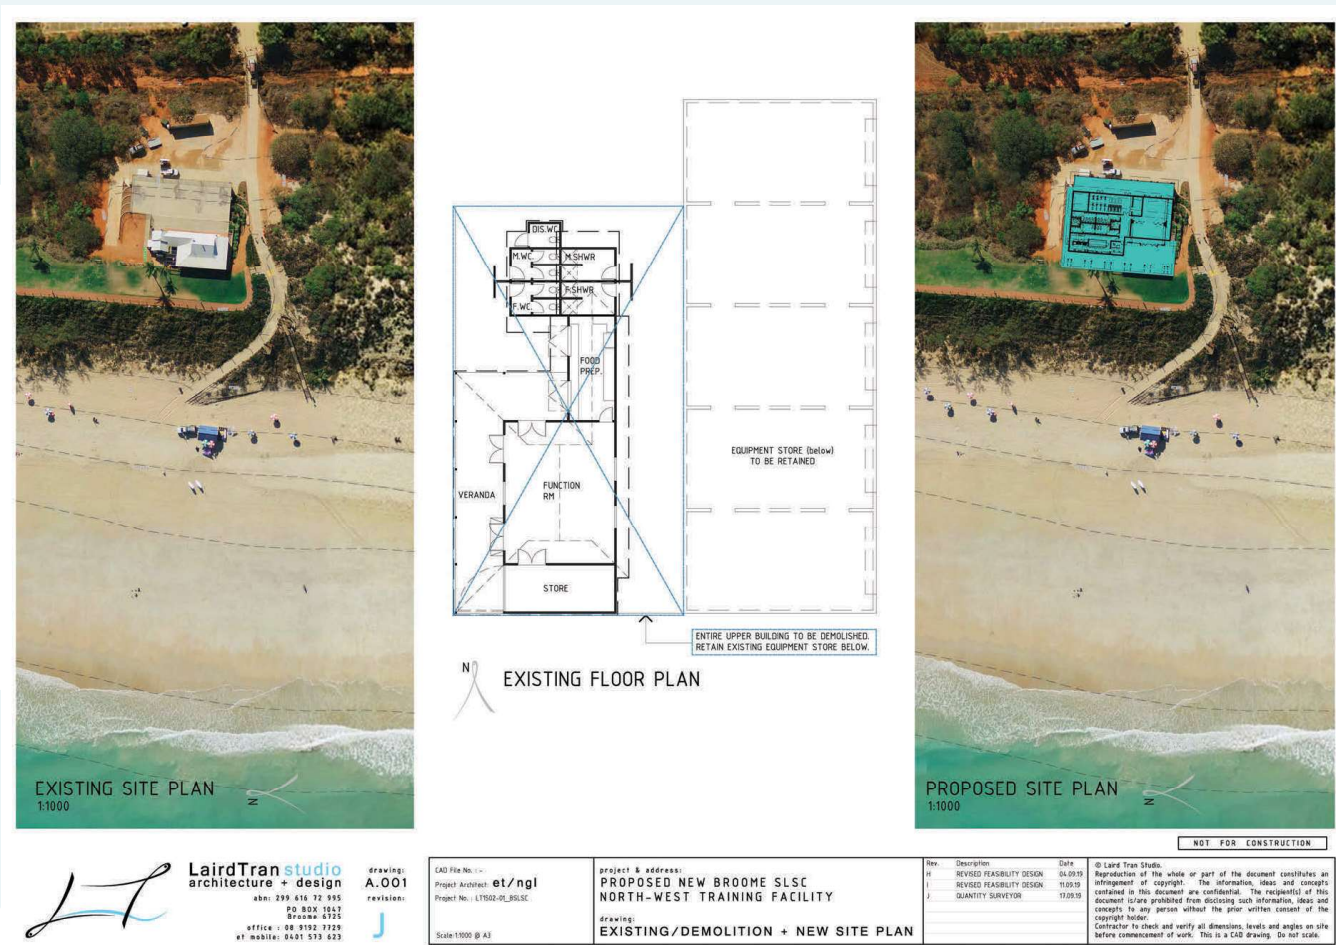 DIS.WC
M.WC.
M.SHWR
F.SHWR
F.WC.
FOOD
PREP.
EQUIPMENT STORE (below)
TO BE RETAINED
VERANDA
FUNCTION
RM
STORE
ENTIRE UPPER BUILDING TO BE DEMOLISHED.
RETAIN EXISTING EQUIPMENT STORE BELOW.
N
EXISTING FLOOR PLAN
EXISTING SITE PLAN
1:1000
N
PROPOSED SITE PLAN
1:1000
N
NOT FOR CONSTRUCTION
LT
LairdTran studio
architecture + design
abn: 299 616 72 995
PO BOX 1047
Broome 6725
office : 08 9192 7729
et mobile: 0401 573 623
drawing:
A.001
revision:
J
CAD File No. : -
Project Architect: et/ngl
Project No. : LT1502-01_BSLSC
Scale:1:1000 @ A3
project & address:
PROPOSED NEW BROOME SLSC
NORTH-WEST TRAINING FACILITY
drawing:
EXISTING/DEMOLITION + NEW SITE PLAN
Rev. Description Date
H REVISED FEASIBILITY DESIGN 04.09.19
I REVISED FEASIBILITY DESIGN 11.09.19
J QUANTITY SURVEYOR 17.09.19
© Laird Tran Studio.
Reproduction of the whole or part of the document constitutes an
infringement of copyright. The information, ideas and concepts
contained in this document are confidential. The recipient(s) of this
document is/are prohibited from disclosing such information, ideas and
concepts to any person without the prior written consent of the
copyright holder.
Contractor to check and verify all dimensions, levels and angles on site
before commencement of work. This is a CAD drawing. Do not scale.